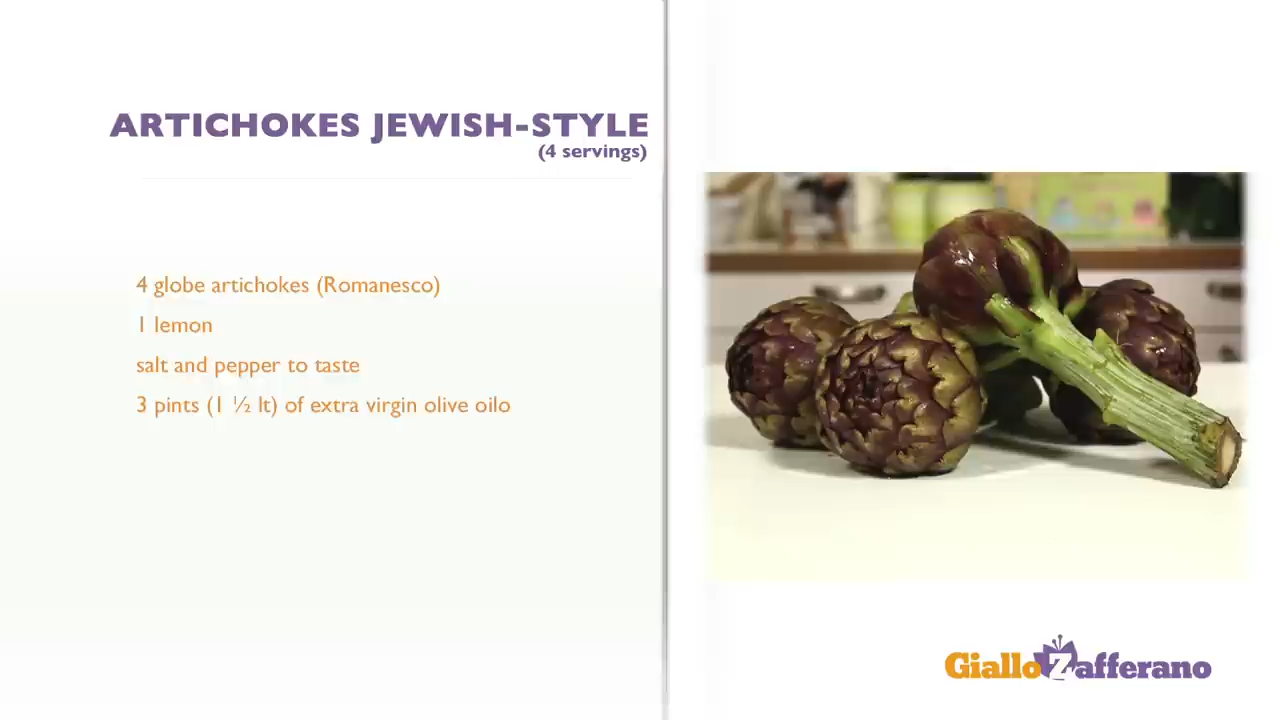 ARTICHOKES JEWISH-STYLE
(4 servings)
4 globe artichokes (Romanesco)
1 lemon
salt and pepper to taste
3 pints (1 ½ lt) of extra virgin olive oilo
GialloZafferano